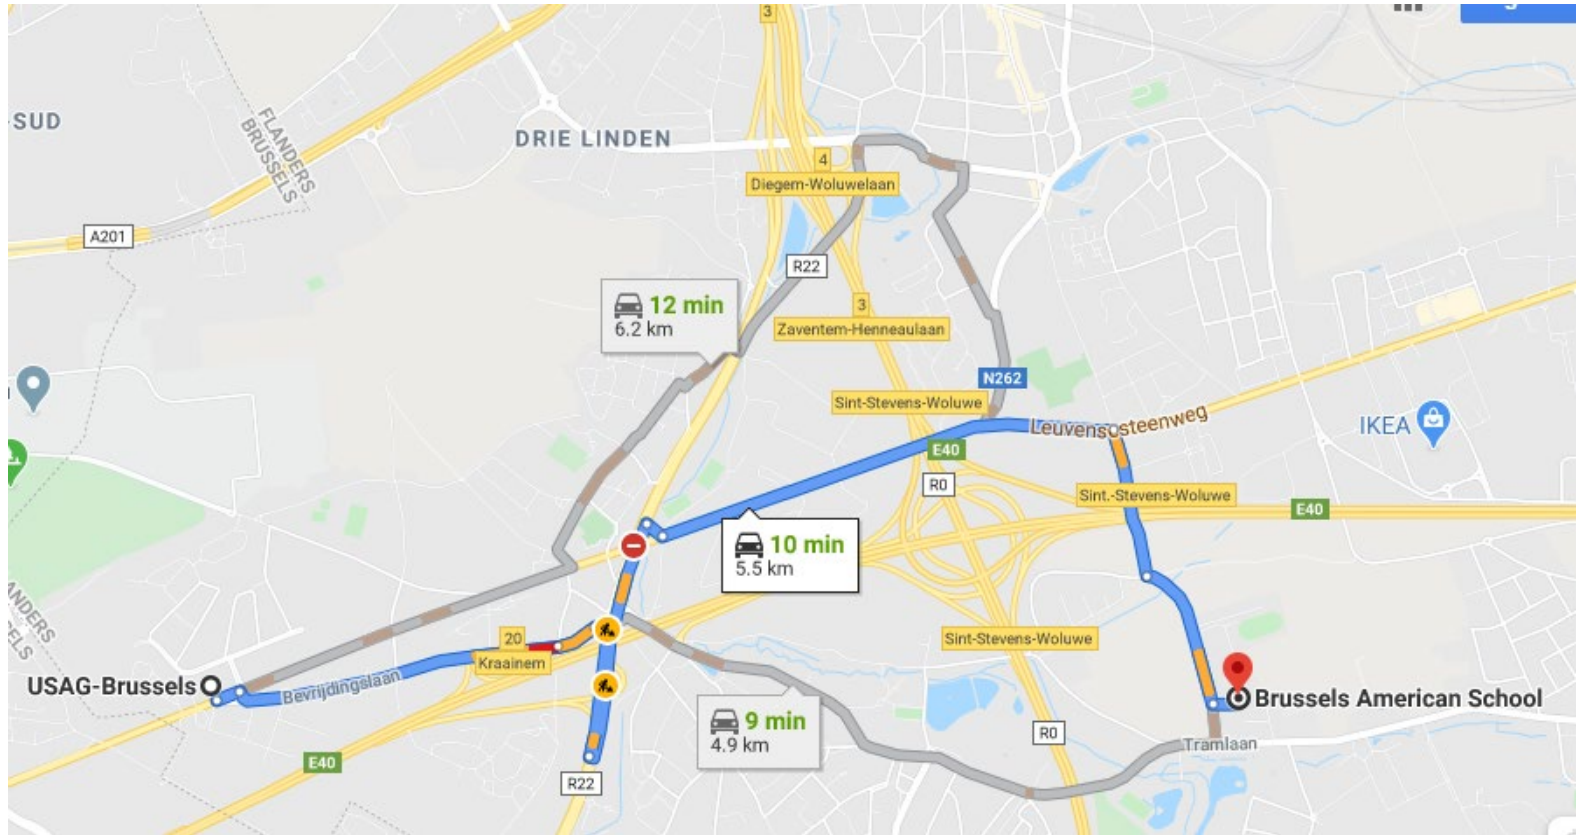 3
-SUD
FLANDERS
BRUSSELS
DRIE LINDEN
4
Diegem-Woluwelaan
A201
R22
12 min
6.2 km
3
Zaventem-Henneaulaan
N262
Sint-Stevens-Woluwe
Leuvensesteenweg
IKEA
E40
R0
Sint.-Stevens-Woluwe
E40
10 min
5.5 km
20
Kraainem
Sint-Stevens-Woluwe
USAG-Brussels
Bevrijdingslaan
Brussels American School
9 min
4.9 km
R0
Tramlaan
E40
R22